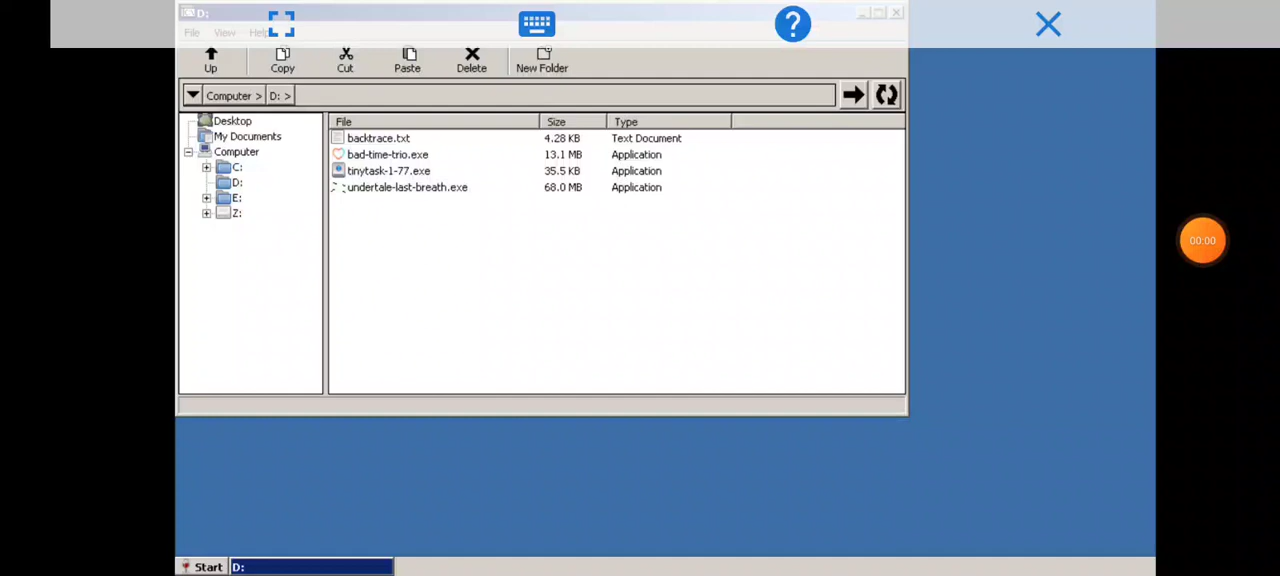 D:
File View Help
Up Copy Cut Paste Delete New Folder
Computer > D: >
Desktop
My Documents
Computer
C:
D:
E:
Z:
File Size Type
backtrace.txt 4.28 KB Text Document
bad-time-trio.exe 13.1 MB Application
tinytask-1-77.exe 35.5 KB Application
undertale-last-breath.exe 68.0 MB Application
00:00
Start D: